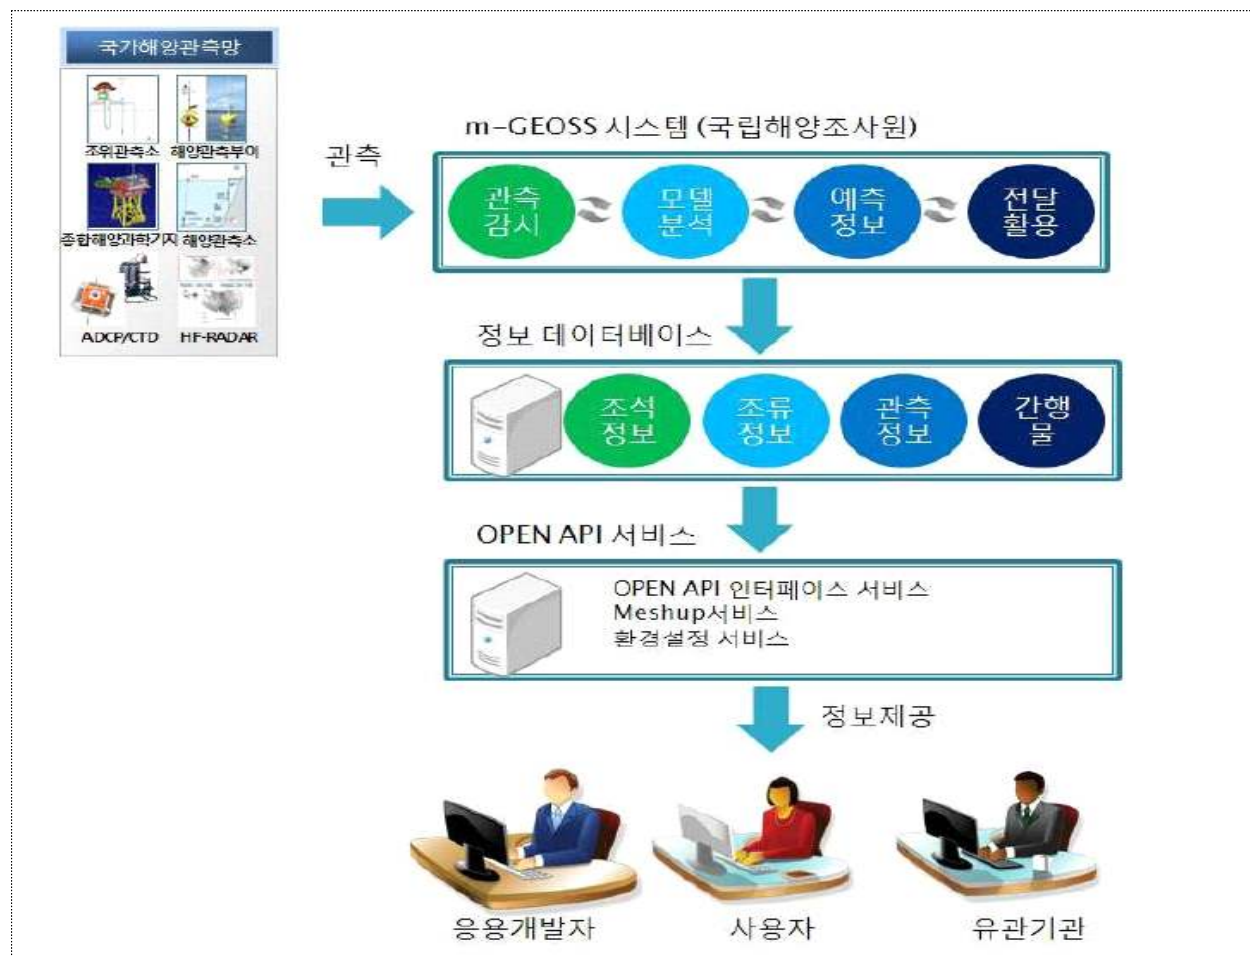 국가해양관측망
조위관측소 해양관측부이
종합해양과학기지 해양관측소
ADCP/CTD HF-RADAR
관측
m-GEOSS 시스템 (국립해양조사원)
관측
감시
모델
분석
예측
정보
전달
활용
정보 데이터베이스
조석
정보
조류
정보
관측
정보
간행
물
OPEN API 서비스
OPEN API 인터페이스 서비스
Meshup서비스
환경설정 서비스
정보제공
응용개발자
사용자
유관기관